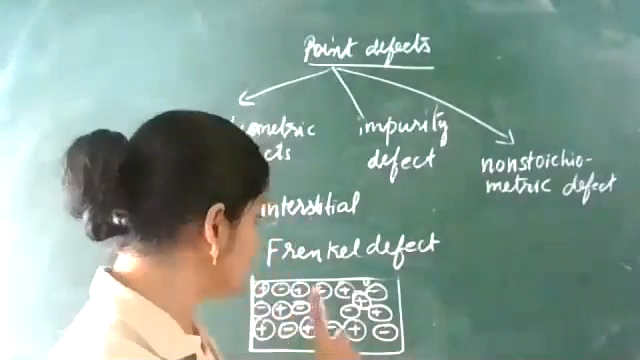 Point defects
impurity
defect
nonstoichio-
metric defect
interstitial
Frenkel defect